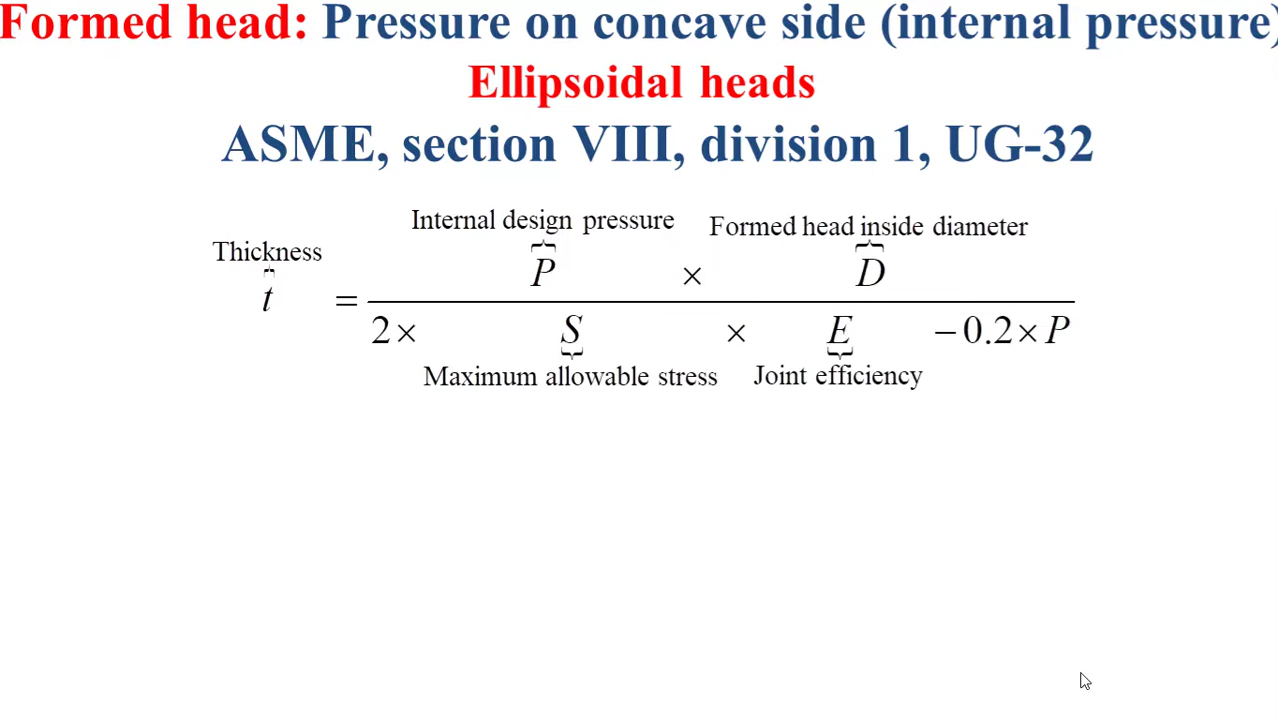 Formed head: Pressure on concave side (internal pressure)
Ellipsoidal heads
ASME, section VIII, division 1, UG-32
Internal design pressure Formed head inside diameter
Thickness
P × D
t =
2 × S × E − 0.2 × P
Maximum allowable stress Joint efficiency